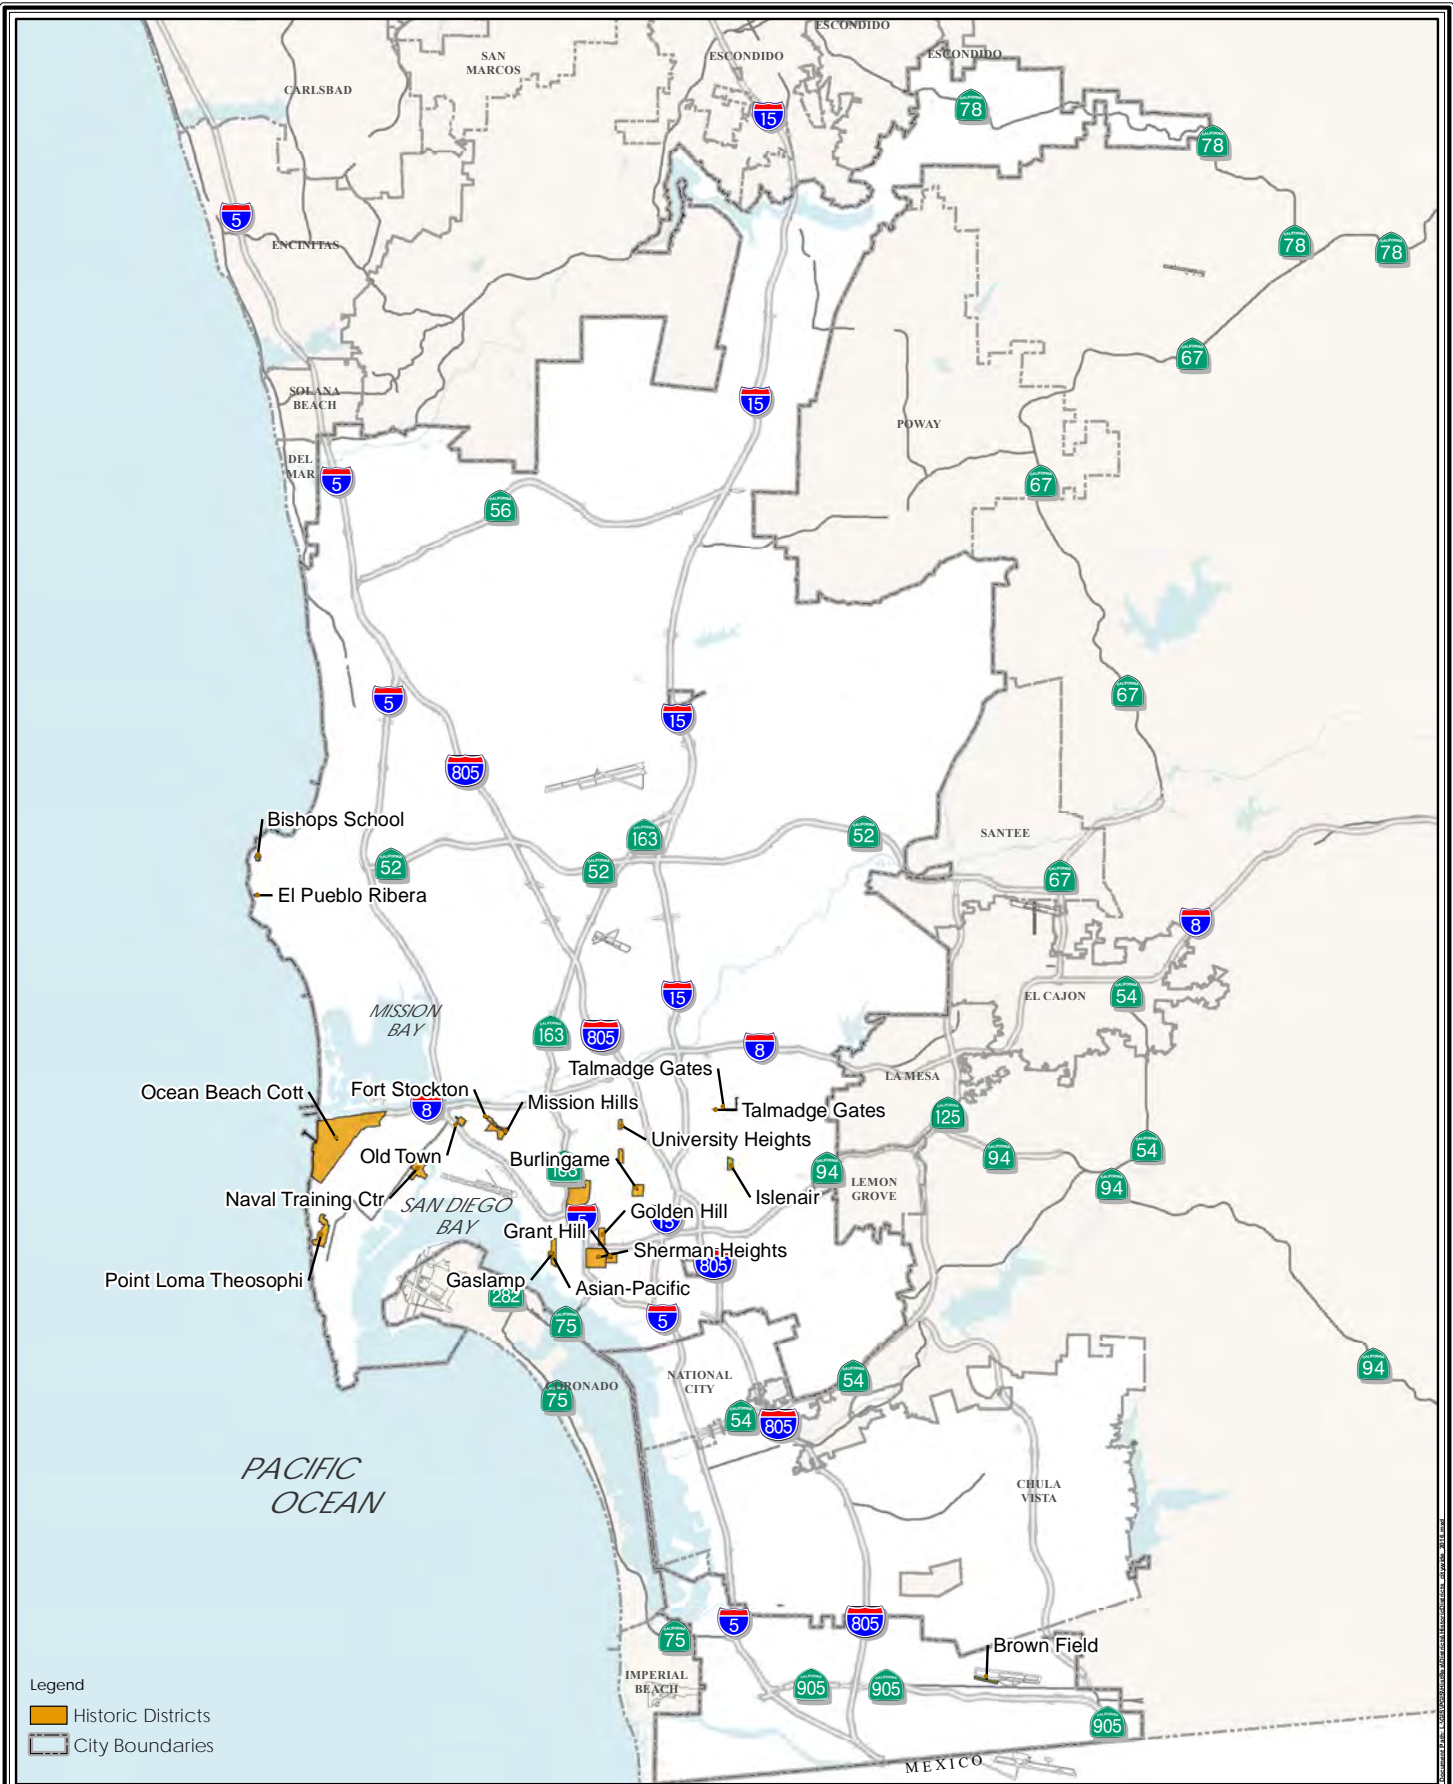 ESCONDIDO
SAN
MARCOS
ESCONDIDO
ESCONDIDO
CARLSBAD
15
78
78
5
ENCINITAS
78
78
67
SOLANA
BEACH
15
POWAY
DEL
MAR
5
67
56
5
15
67
805
Bishops School
163
52
SANTEE
52
52
67
El Pueblo Ribera
8
15
EL CAJON
54
MISSION
BAY
163
805
8
Talmadge Gates
LA MESA
Ocean Beach Cott
Fort Stockton
8
Mission Hills
Talmadge Gates
125
University Heights
Old Town
Burlingame
94
94
54
Naval Training Ctr
163
Islenair
LEMON
GROVE
94
SAN DIEGO
BAY
5
Golden Hill
15
Grant Hill
Sherman Heights
805
Point Loma Theosophi
Gaslamp
Asian-Pacific
282
75
5
NATIONAL
CITY
54
94
CORONADO
75
54
805
PACIFIC
OCEAN
CHULA
VISTA
75
5
805
Brown Field
IMPERIAL
BEACH
905
905
905
MEXICO
Legend
Historic Districts
City Boundaries